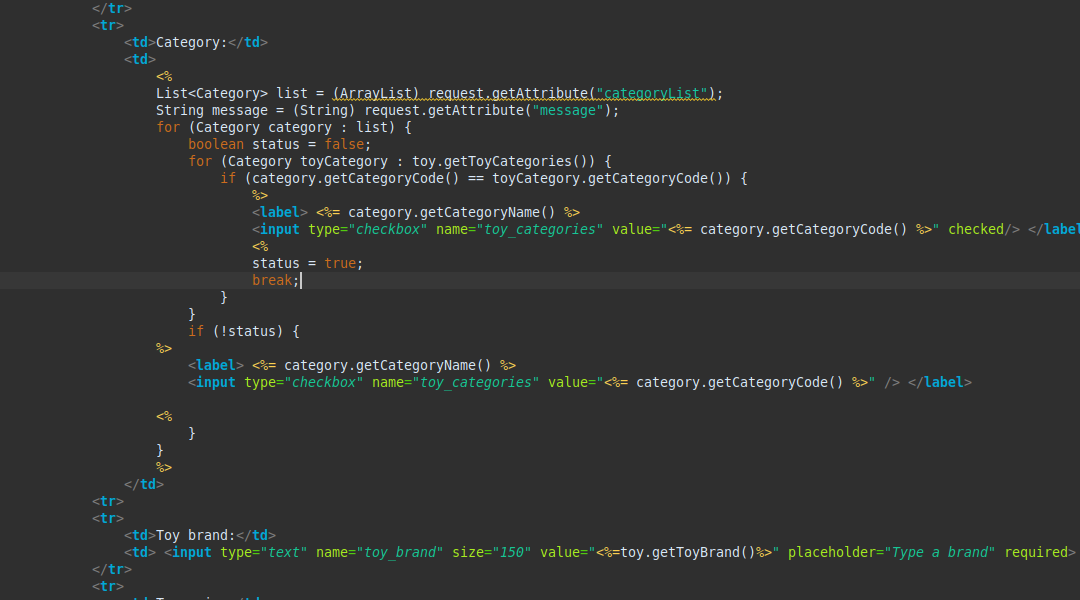 </tr>
<tr>
<td>Category:</td>
<td>
<%
List<Category> list = (ArrayList) request.getAttribute("categoryList");
String message = (String) request.getAttribute("message");
for (Category category : list) {
boolean status = false;
for (Category toyCategory : toy.getToyCategories()) {
if (category.getCategoryCode() == toyCategory.getCategoryCode()) {
%>
<label> <%= category.getCategoryName() %>
<input type="checkbox" name="toy_categories" value="<%= category.getCategoryCode() %>" checked/> </label
<%
status = true;
break;
}
}
if (!status) {
%>
<label> <%= category.getCategoryName() %>
<input type="checkbox" name="toy_categories" value="<%= category.getCategoryCode() %>" /> </label>
<%
}
}
%>
</td>
<tr>
<tr>
<td>Toy brand:</td>
<td> <input type="text" name="toy_brand" size="150" value="<%=toy.getToyBrand()%>" placeholder="Type a brand" required>
</tr>
<tr>